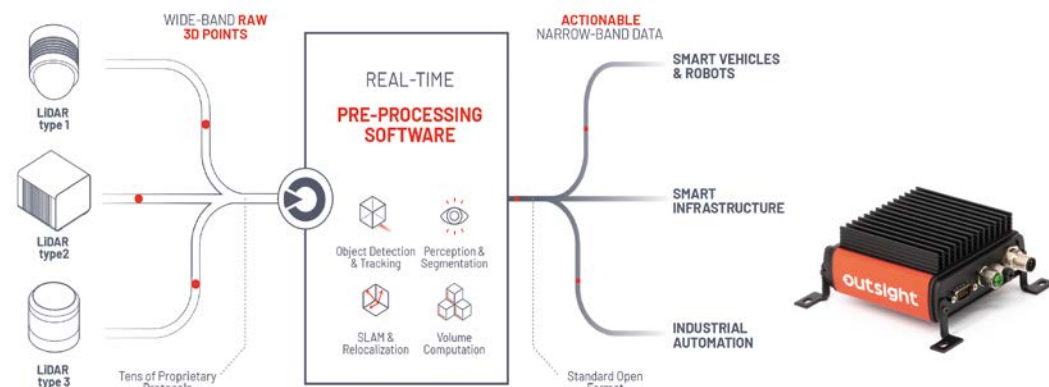 WIDE-BAND RAW
3D POINTS
ACTIONABLE
NARROW-BAND DATA
LiDAR
type 1
LiDAR
type2
LiDAR
type 3
Tens of Proprietary
Protocols
REAL-TIME
PRE-PROCESSING
SOFTWARE
Object Detection
& Tracking
Perception &
Segmentation
SLAM &
Relocalization
Volume
Computation
Standard Open
Format
SMART VEHICLES
& ROBOTS
SMART
INFRASTRUCTURE
INDUSTRIAL
AUTOMATION
outsight